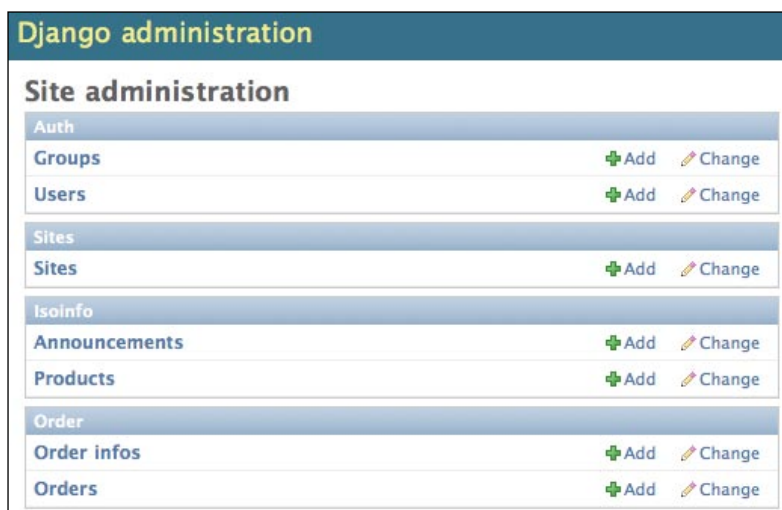 Django administration
Site administration
Auth
Groups Add Change
Users Add Change
Sites
Sites Add Change
Isoinfo
Announcements Add Change
Products Add Change
Order
Order infos Add Change
Orders Add Change